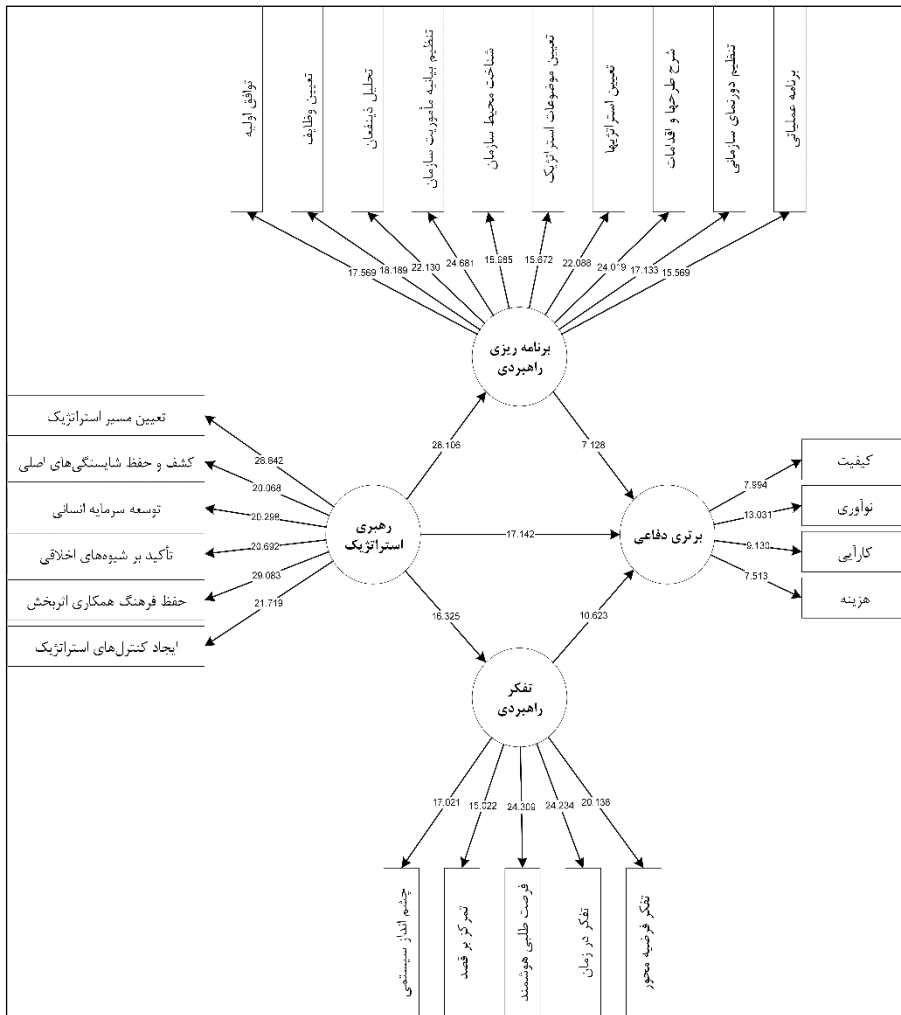 توافق اولیه
تعیین وظایف
تحلیل ذینفعان
تنظیم بیانیه ماموریت سازمان
شناخت محیط سازمان
تعیین موضوعات استراتژیک
تعیین استراتژیها
شرح طرحها و اقدامات
تنظیم دورنمای سازمانی
برنامه عملیاتی
17.569
18.189
22.130
24.681
15.985
15.672
22.088
24.019
17.133
15.569
برنامه ریزی
راهبردی
تعیین مسیر استراتژیک
کشف و حفظ شایستگی‌های اصلی
توسعه سرمایه انسانی
تأکید بر شیوه‌های اخلاقی
حفظ فرهنگ همکاری اثربخش
ایجاد کنترل‌های استراتژیک
28.842
20.068
20.298
20.692
29.083
21.719
رهبری
استراتژیک
28.106
7.128
17.142
16.325
10.623
برتری دفاعی
7.994
13.031
9.130
7.513
کیفیت
نوآوری
کارآیی
هزینه
تفکر
راهبردی
17.021
15.022
24.309
24.234
20.138
چشم انداز سیستمی
تمرکز بر قصد
فرصت طلبی هوشمند
تفکر در زمان
تفکر فرضیه محور